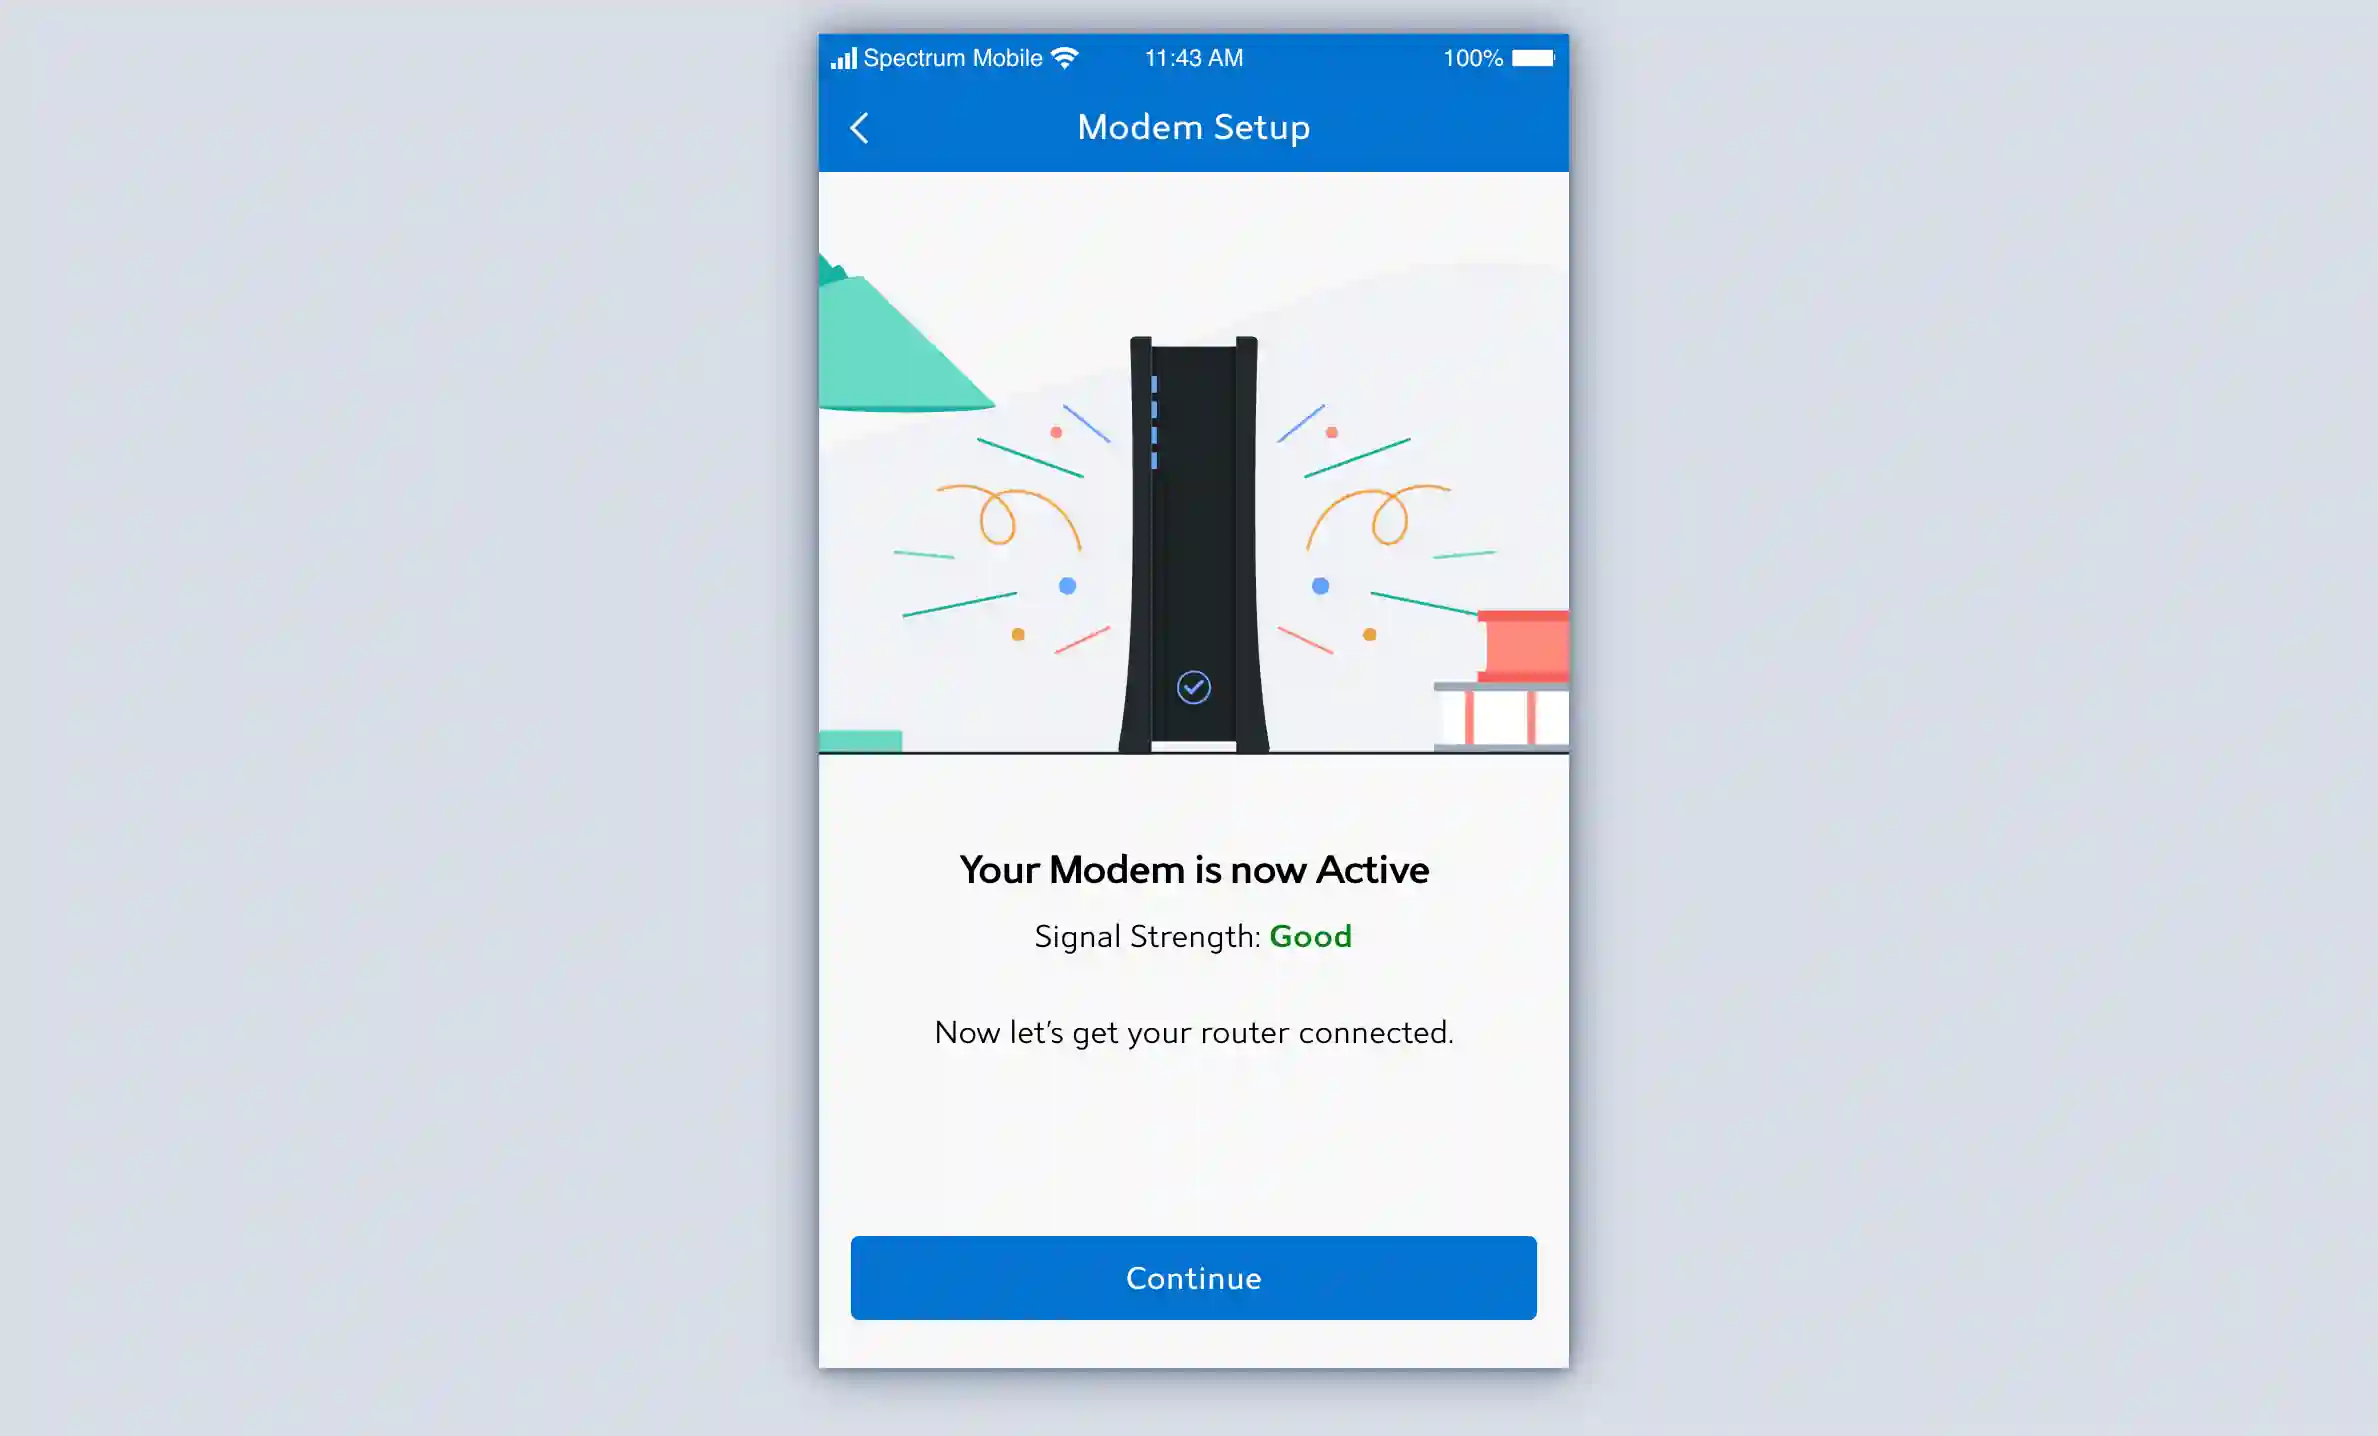 Spectrum Mobile 11:43 AM 100%
Modem Setup
Your Modem is now Active
Signal Strength: Good
Now let's get your router connected.
Continue